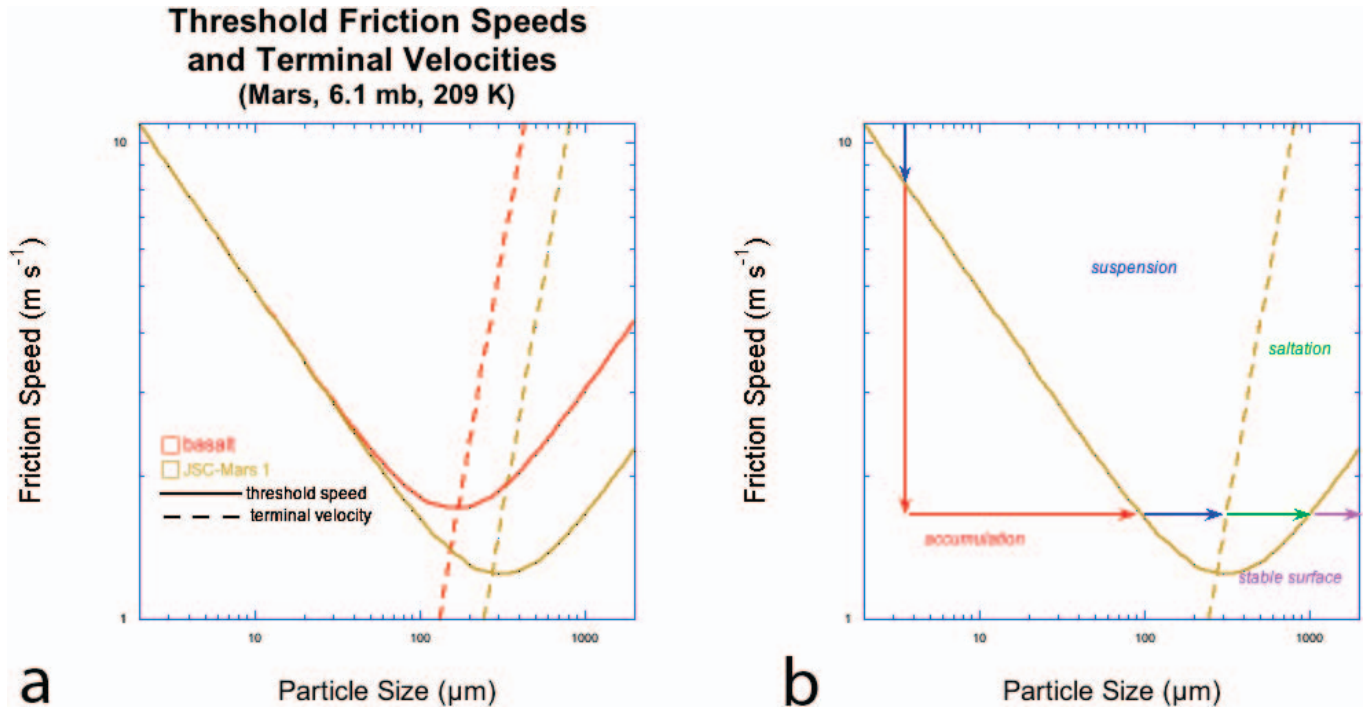 Threshold Friction Speeds
and Terminal Velocities
(Mars, 6.1 mb, 209 K)
Friction Speed (m s⁻¹)
10
1
basalt
JSC-Mars 1
threshold speed
terminal velocity
10
100
1000
Particle Size (µm)
a
Friction Speed (m s⁻¹)
10
1
suspension
saltation
accumulation
stable surface
10
100
1000
Particle Size (µm)
b